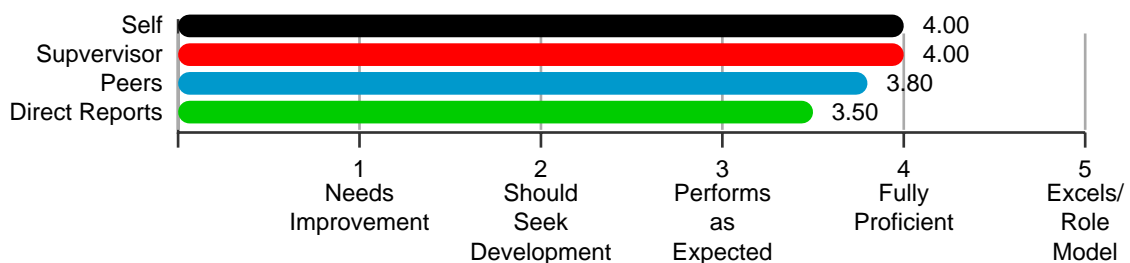 Self 4.00
Supvervisor 4.00
Peers 3.80
Direct Reports 3.50
1 2 3 4 5
Needs Should Performs Fully Excels/
Improvement Seek as Proficient Role
Development Expected Model